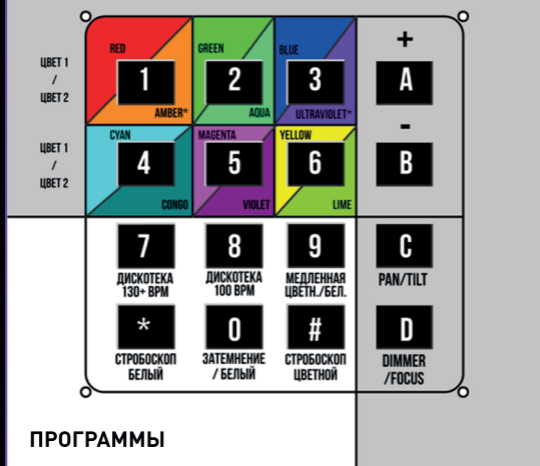 +
RED
GREEN
BLUE
ЦВЕТ 1
/
ЦВЕТ 2
1
2
3
A
AMBER*
AQUA
ULTRAVIOLET*
-
CYAN
MAGENTA
YELLOW
ЦВЕТ 1
/
ЦВЕТ 2
4
5
6
B
CONGO
VIOLET
LIME
7
8
9
C
ДИСКОТЕКА
130+ BPM
ДИСКОТЕКА
100 BPM
МЕДЛЕННАЯ
ЦВЕТН./БЕЛ.
PAN/TILT
*
0
#
D
СТРОБОСКОП
БЕЛЫЙ
ЗАТЕМНЕНИЕ
/ БЕЛЫЙ
СТРОБОСКОП
ЦВЕТНОЙ
DIMMER
/FOCUS
ПРОГРАММЫ